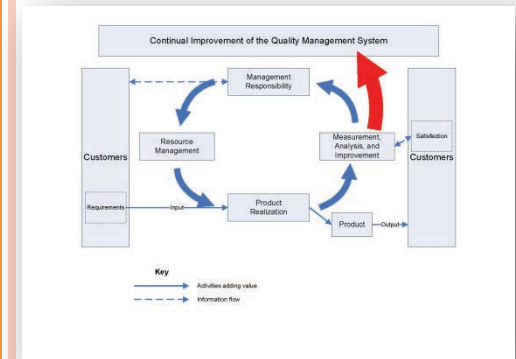 Continual Improvement of the Quality Management System
Management
Responsibility
Resource
Management
Measurement,
Analysis, and
Improvement
Satisfaction
Customers
Customers
Requirements
Input
Product
Realization
Product
Output
Key
Activities adding value
Information flow